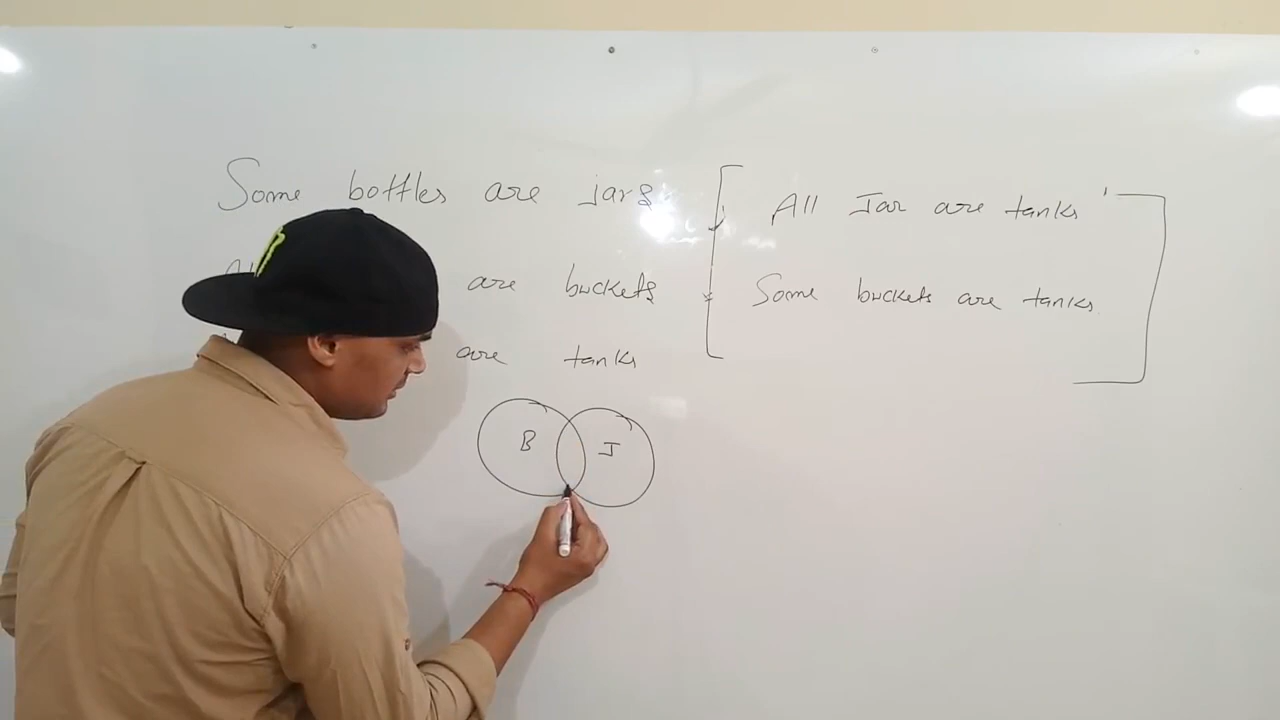 Some bottles are jars
are buckets
are tanks
All Jar are tanks
Some buckets are tanks
B J